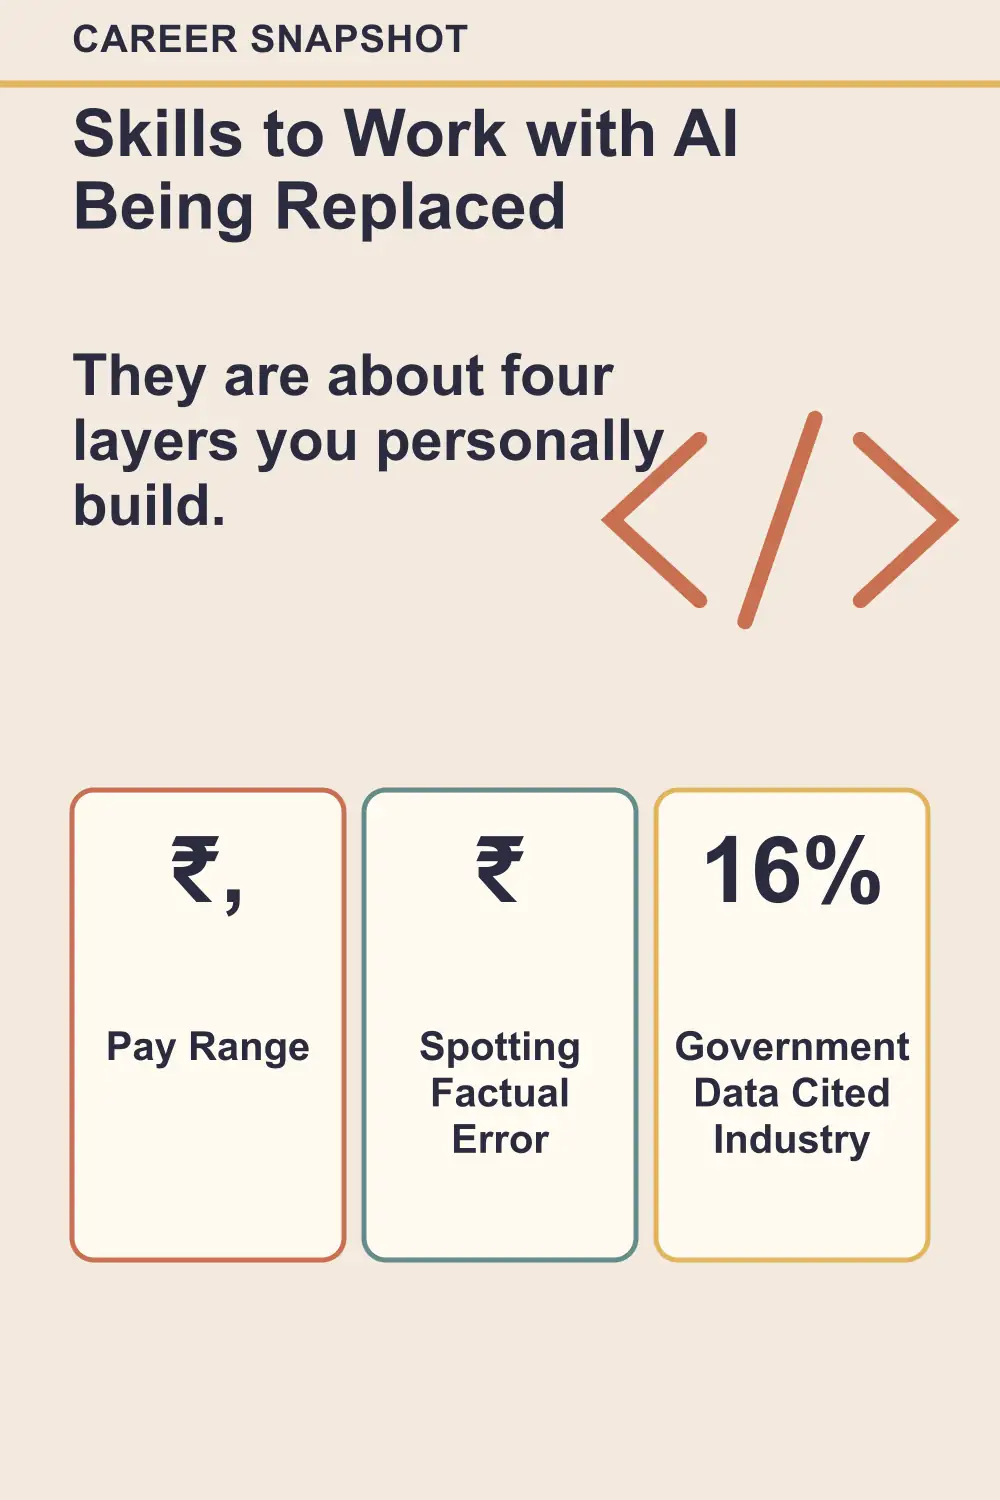 CAREER SNAPSHOT
Skills to Work with AI
Being Replaced
They are about four
layers you personally
build.
</>
₹,
Pay Range
₹
Spotting
Factual
Error
16%
Government
Data Cited
Industry